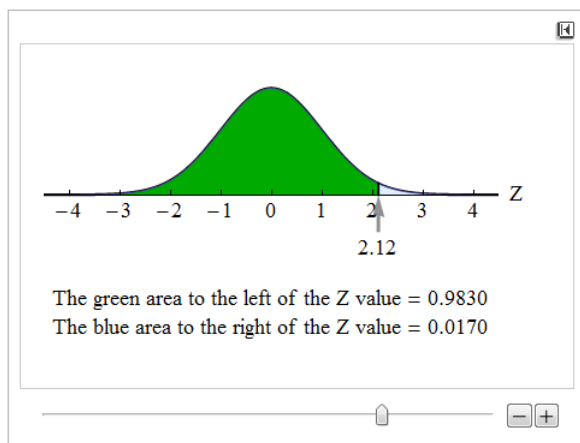 −4 −3 −2 −1 0 1 2 3 4 Z
2.12
The green area to the left of the Z value = 0.9830
The blue area to the right of the Z value = 0.0170